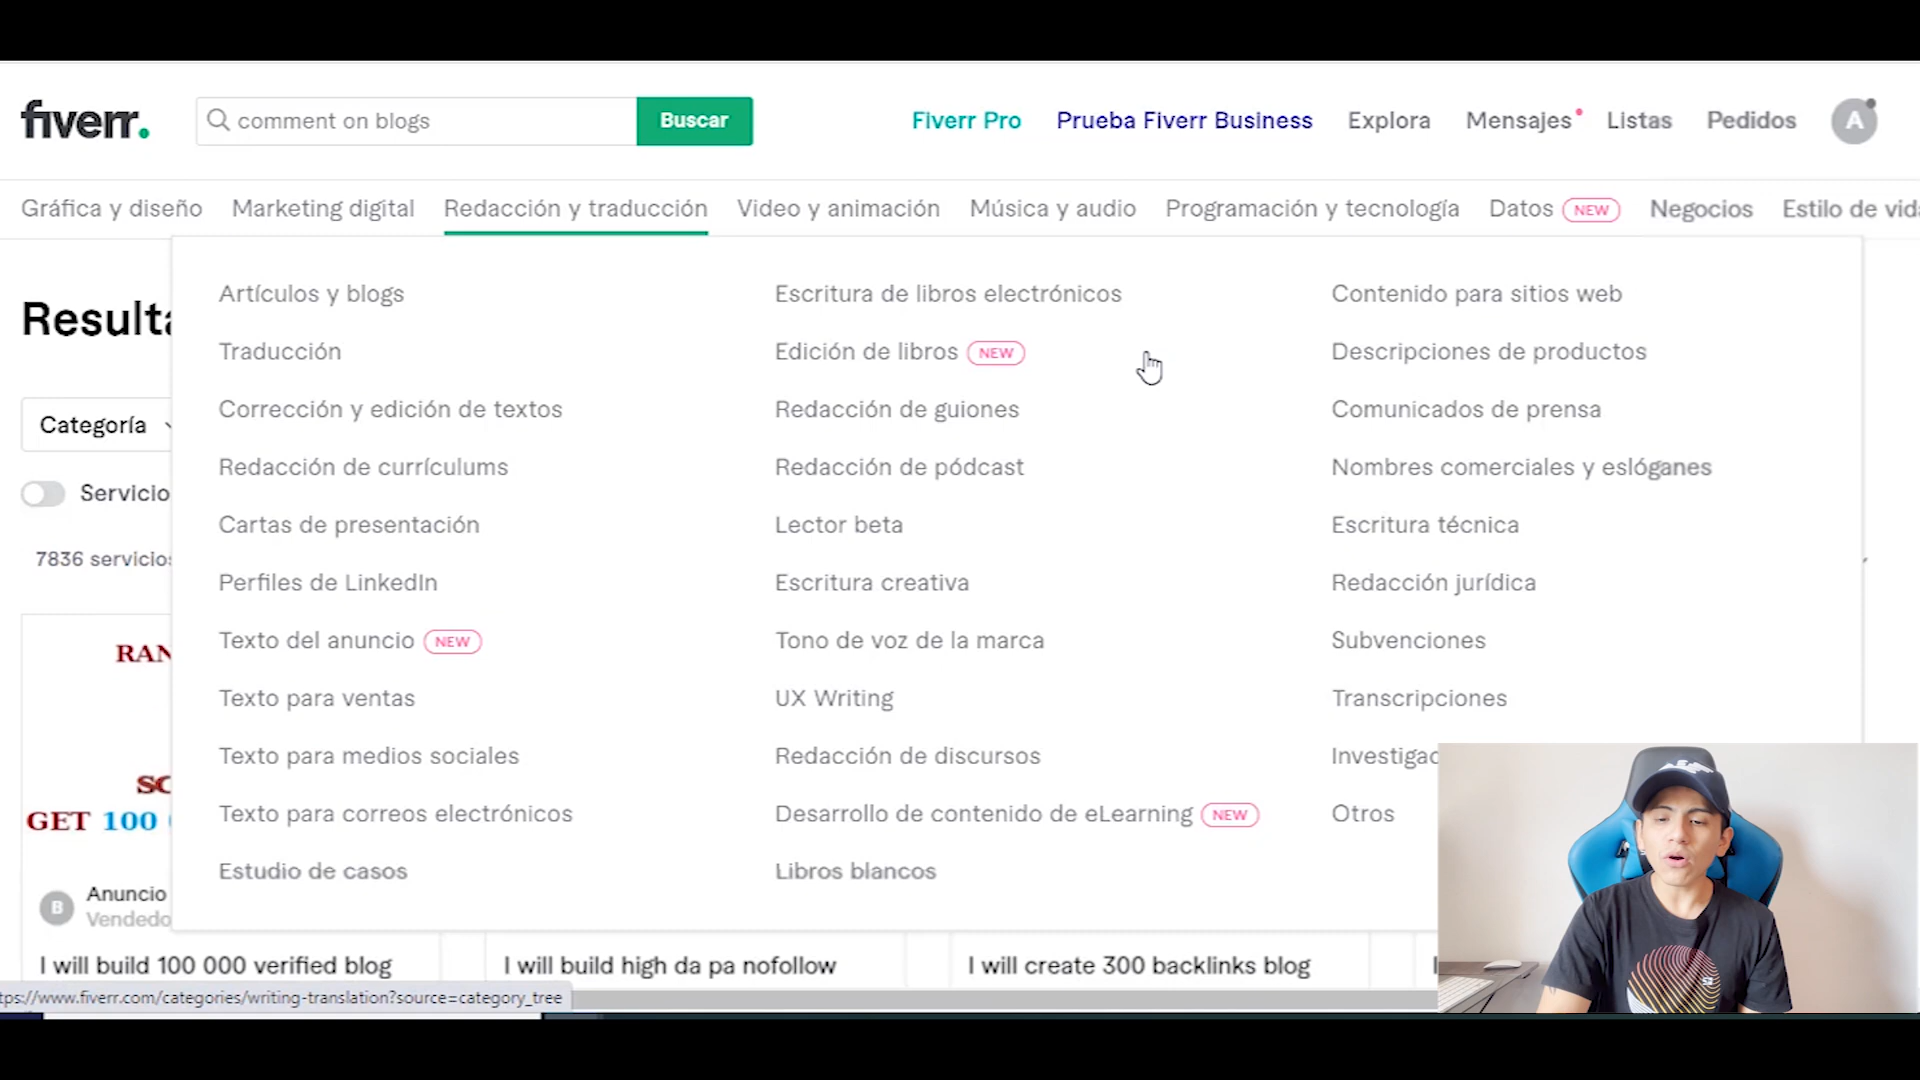 fiverr.
comment on blogs
Buscar
Fiverr Pro
Prueba Fiverr Business
Explora
Mensajes
Listas
Pedidos
A
Gráfica y diseño
Marketing digital
Redacción y traducción
Video y animación
Música y audio
Programación y tecnología
Datos NEW
Negocios
Estilo de vida
Resulta
Categoría
Servicio
7836 servicios
Artículos y blogs
Traducción
Corrección y edición de textos
Redacción de currículums
Cartas de presentación
Perfiles de LinkedIn
Texto del anuncio NEW
Texto para ventas
Texto para medios sociales
Texto para correos electrónicos
Estudio de casos
Escritura de libros electrónicos
Edición de libros NEW
Redacción de guiones
Redacción de pódcast
Lector beta
Escritura creativa
Tono de voz de la marca
UX Writing
Redacción de discursos
Desarrollo de contenido de eLearning NEW
Libros blancos
Contenido para sitios web
Descripciones de productos
Comunicados de prensa
Nombres comerciales y eslóganes
Escritura técnica
Redacción jurídica
Subvenciones
Transcripciones
Investigac
Otros
RAN
SC
GET 100
B
Anuncio
Vendedo
I will build 100 000 verified blog
I will build high da pa nofollow
I will create 300 backlinks blog
tps://www.fiverr.com/categories/writing-translation?source=category_tree